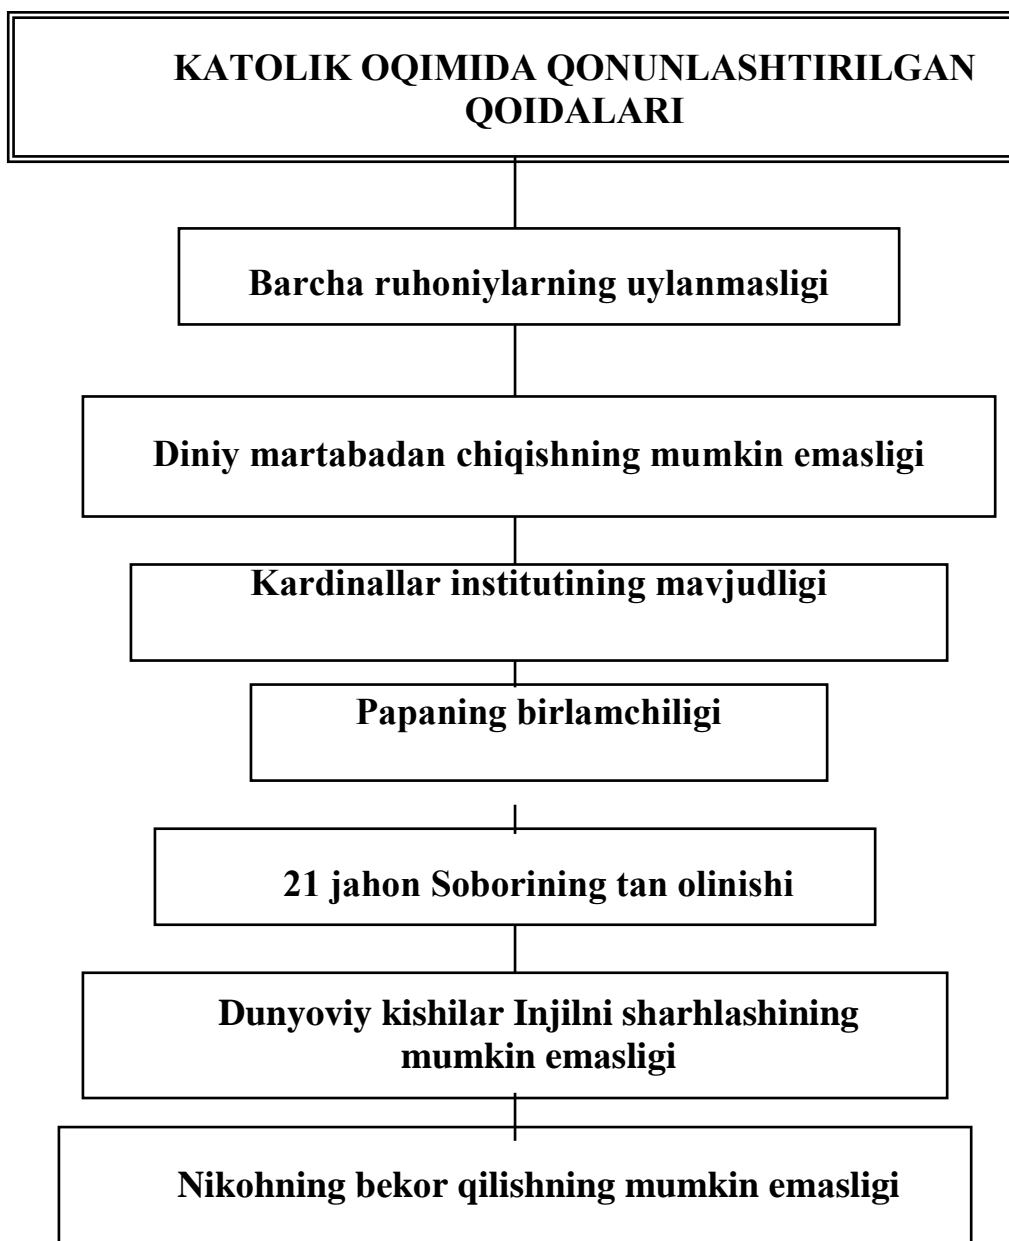 KATOLIK OQIMIDA QONUNLASHTIRILGAN
QOIDALARI
Barcha ruhoniylarning uylanmasligi
Diniy martabadan chiqishning mumkin emasligi
Kardinallar institutining mavjudligi
Papaning birlamchiligi
21 jahon Soborining tan olinishi
Dunyoviy kishilar Injilni sharhlashining
mumkin emasligi
Nikohning bekor qilishning mumkin emasligi